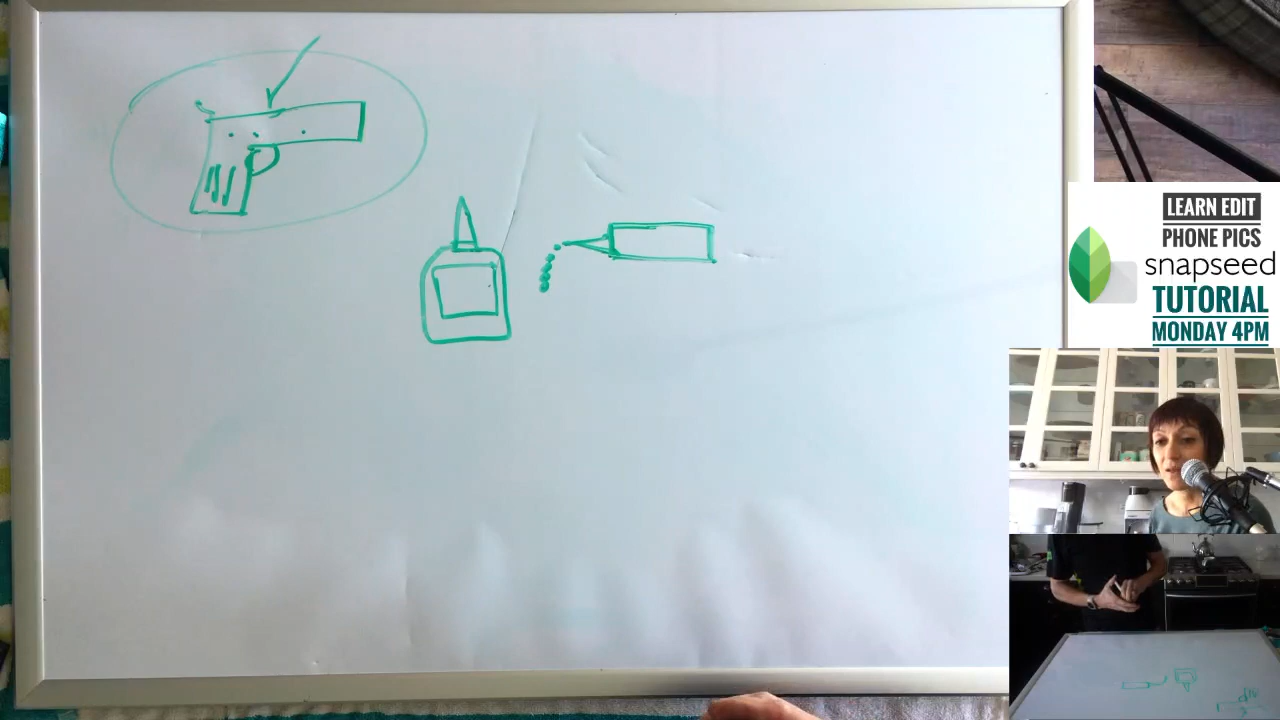 LEARN EDIT
PHONE PICS
snapseed
TUTORIAL
MONDAY 4PM